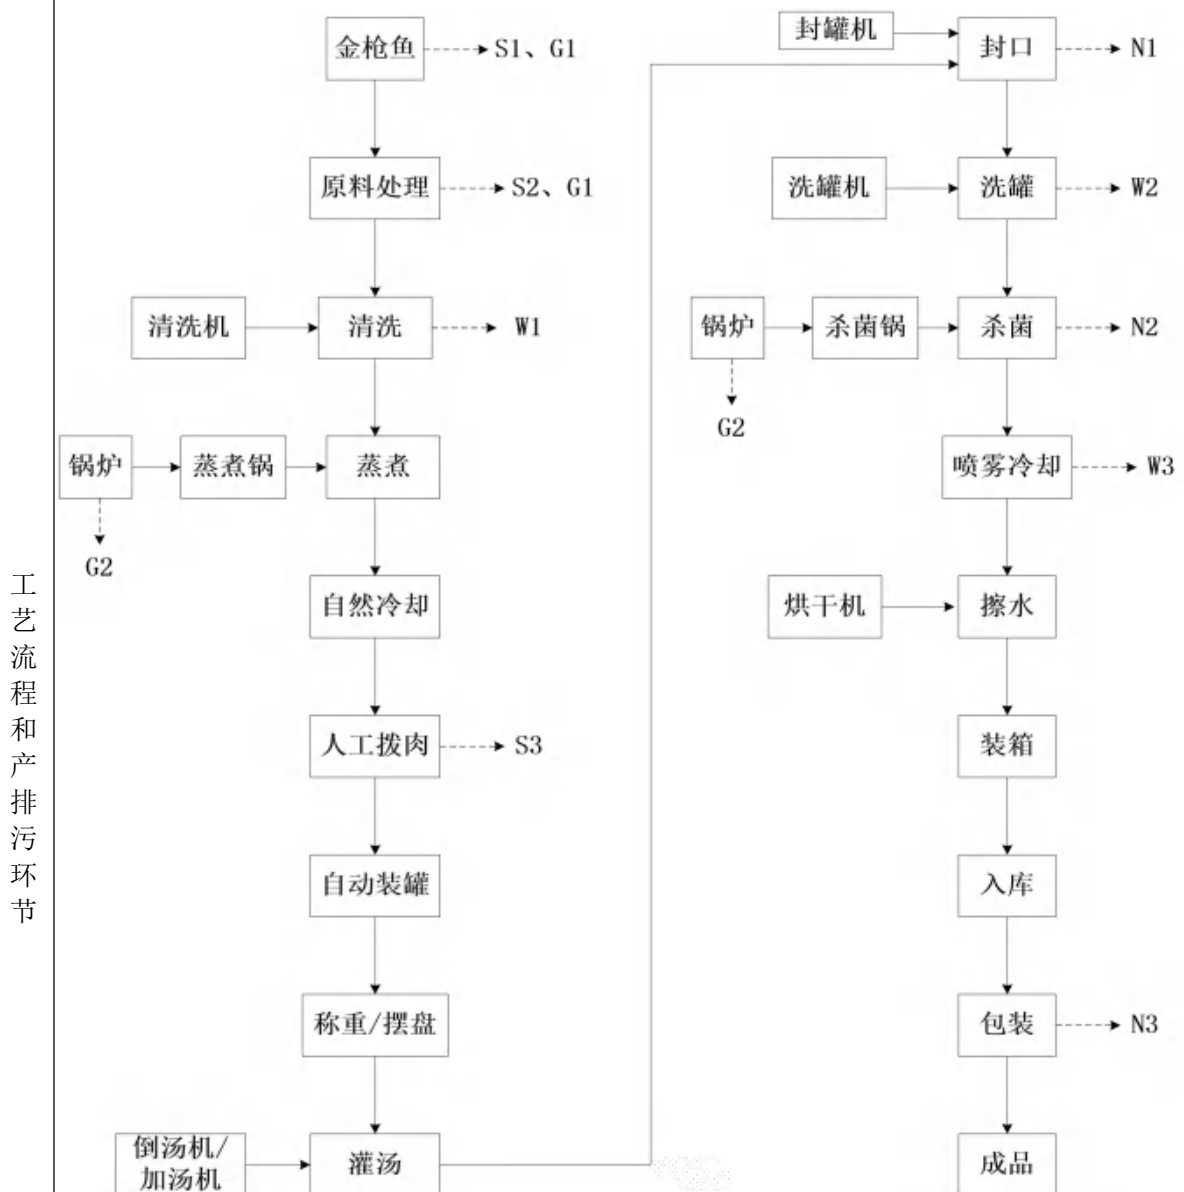 工艺流程和产排污环节
金枪鱼
S1、G1
原料处理
S2、G1
清洗机
清洗
W1
锅炉
蒸煮锅
蒸煮
G2
自然冷却
人工拨肉
S3
自动装罐
称重/摆盘
倒汤机/
加汤机
灌汤
封罐机
封口
N1
洗罐机
洗罐
W2
锅炉
杀菌锅
杀菌
N2
G2
喷雾冷却
W3
烘干机
擦水
装箱
入库
包装
N3
成品